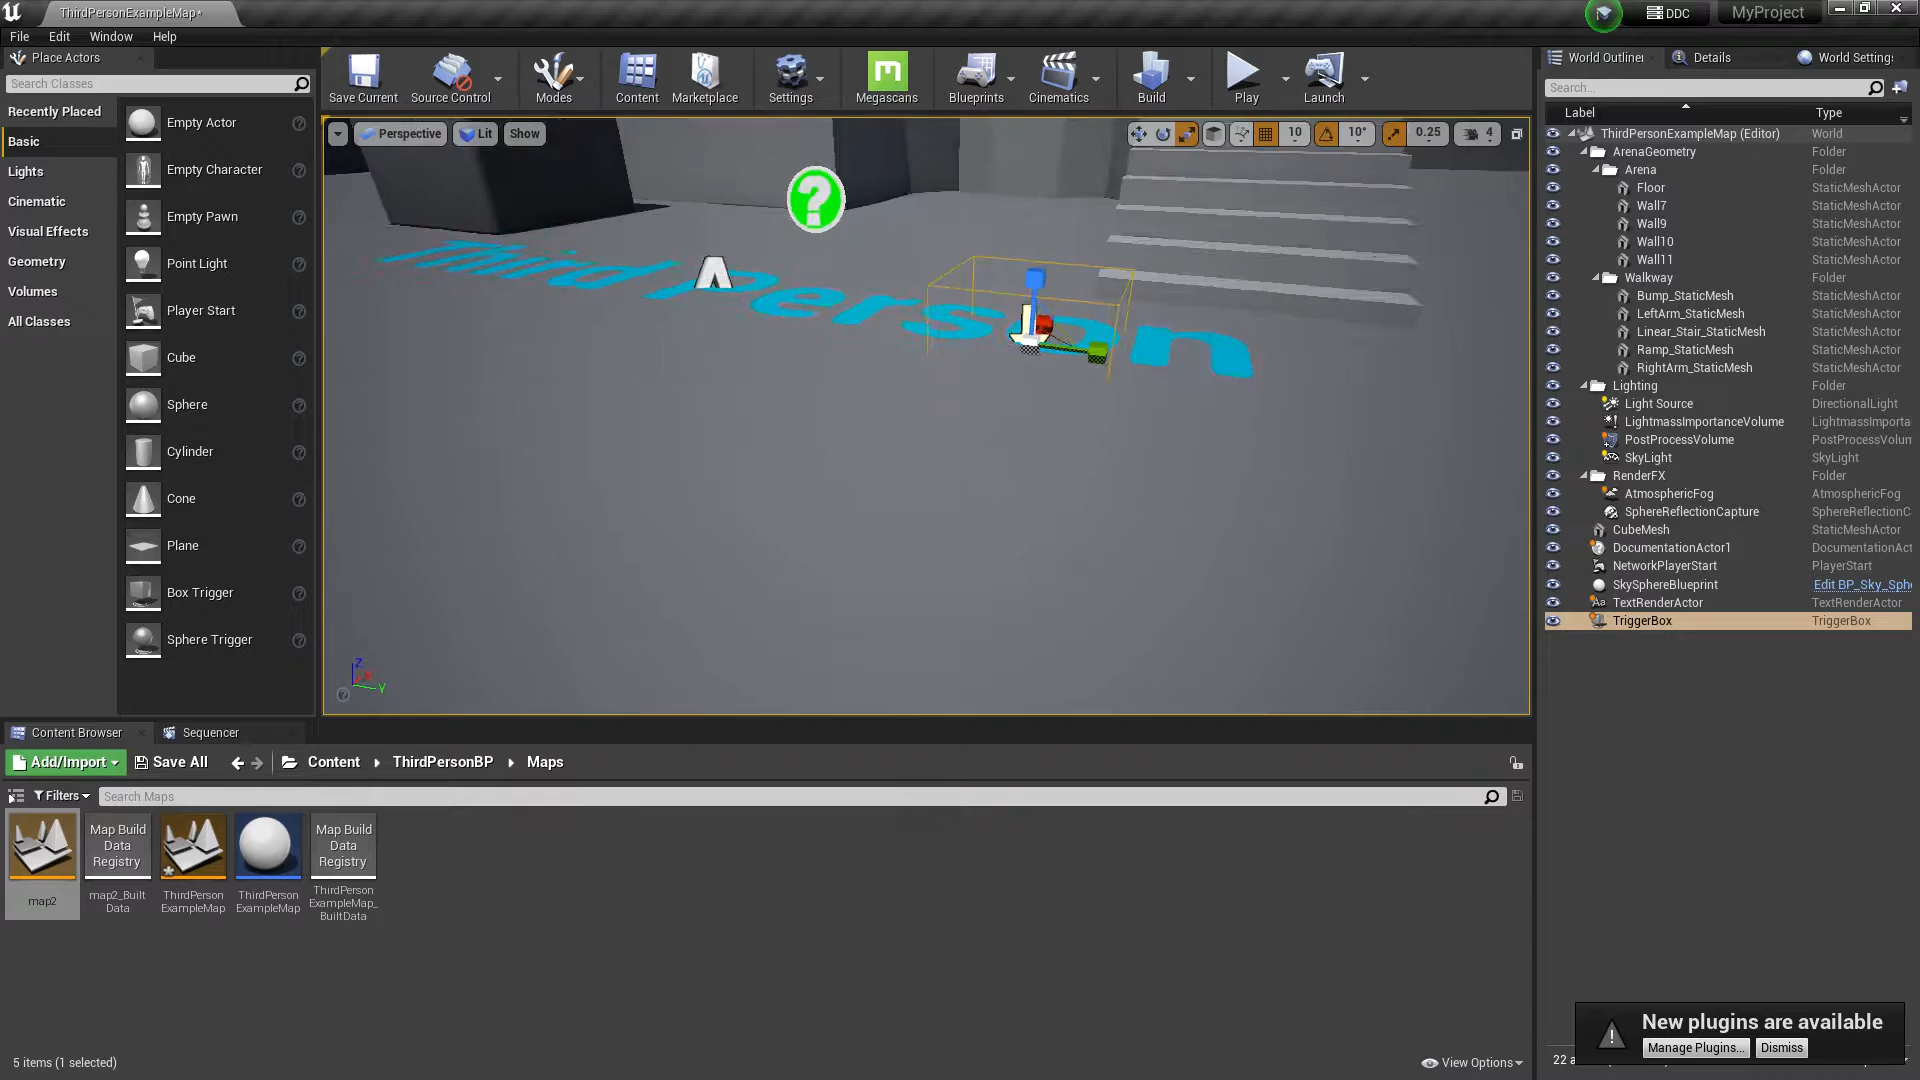 ThirdPersonExampleMap*
DDC
MyProject
File
Edit
Window
Help
Place Actors
Search Classes
Recently Placed
Basic
Lights
Cinematic
Visual Effects
Geometry
Volumes
All Classes
Empty Actor
Empty Character
Empty Pawn
Point Light
Player Start
Cube
Sphere
Cylinder
Cone
Plane
Box Trigger
Sphere Trigger
Save Current
Source Control
Modes
Content
Marketplace
Settings
Megascans
Blueprints
Cinematics
Build
Play
Launch
Perspective
Lit
Show
10
10°
0.25
4
?
Third Person
Z
X
Y
World Outliner
Details
World Settings
Search...
Label Type
ThirdPersonExampleMap (Editor) World
ArenaGeometry Folder
Arena Folder
Floor StaticMeshActor
Wall7 StaticMeshActor
Wall9 StaticMeshActor
Wall10 StaticMeshActor
Wall11 StaticMeshActor
Walkway Folder
Bump_StaticMesh StaticMeshActor
LeftArm_StaticMesh StaticMeshActor
Linear_Stair_StaticMesh StaticMeshActor
Ramp_StaticMesh StaticMeshActor
RightArm_StaticMesh StaticMeshActor
Lighting Folder
Light Source DirectionalLight
LightmassImportanceVolume LightmassImporta
PostProcessVolume PostProcessVolum
SkyLight SkyLight
RenderFX Folder
AtmosphericFog AtmosphericFog
SphereReflectionCapture SphereReflectionC
CubeMesh StaticMeshActor
DocumentationActor1 DocumentationAct
NetworkPlayerStart PlayerStart
SkySphereBlueprint Edit BP_Sky_Sphe
TextRenderActor TextRenderActor
TriggerBox TriggerBox
Content Browser
Sequencer
Add/Import
Save All
Content
ThirdPersonBP
Maps
Filters
Search Maps
map2
Map Build
Data
Registry
map2_Built
Data
ThirdPerson
ExampleMap
ThirdPerson
ExampleMap
Map Build
Data
Registry
ThirdPerson
ExampleMap_
BuiltData
5 items (1 selected)
View Options
22 a
New plugins are available
Manage Plugins...
Dismiss